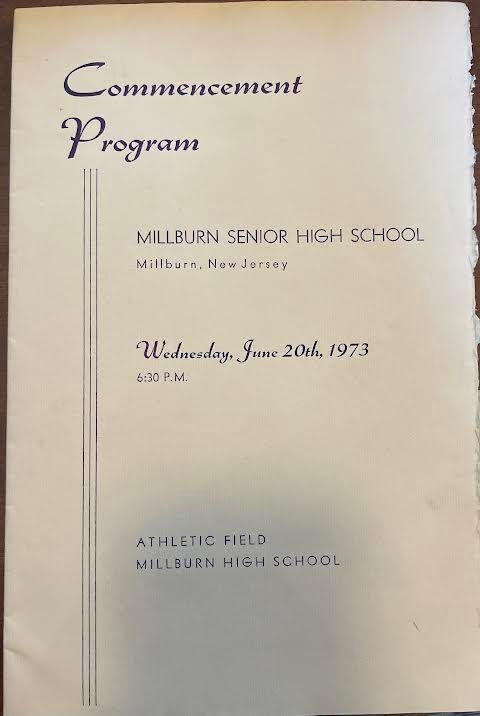 Commencement
Program
MILLBURN SENIOR HIGH SCHOOL
Millburn, New Jersey
Wednesday, June 20th, 1973
6:30 P.M.
ATHLETIC FIELD
MILLBURN HIGH SCHOOL